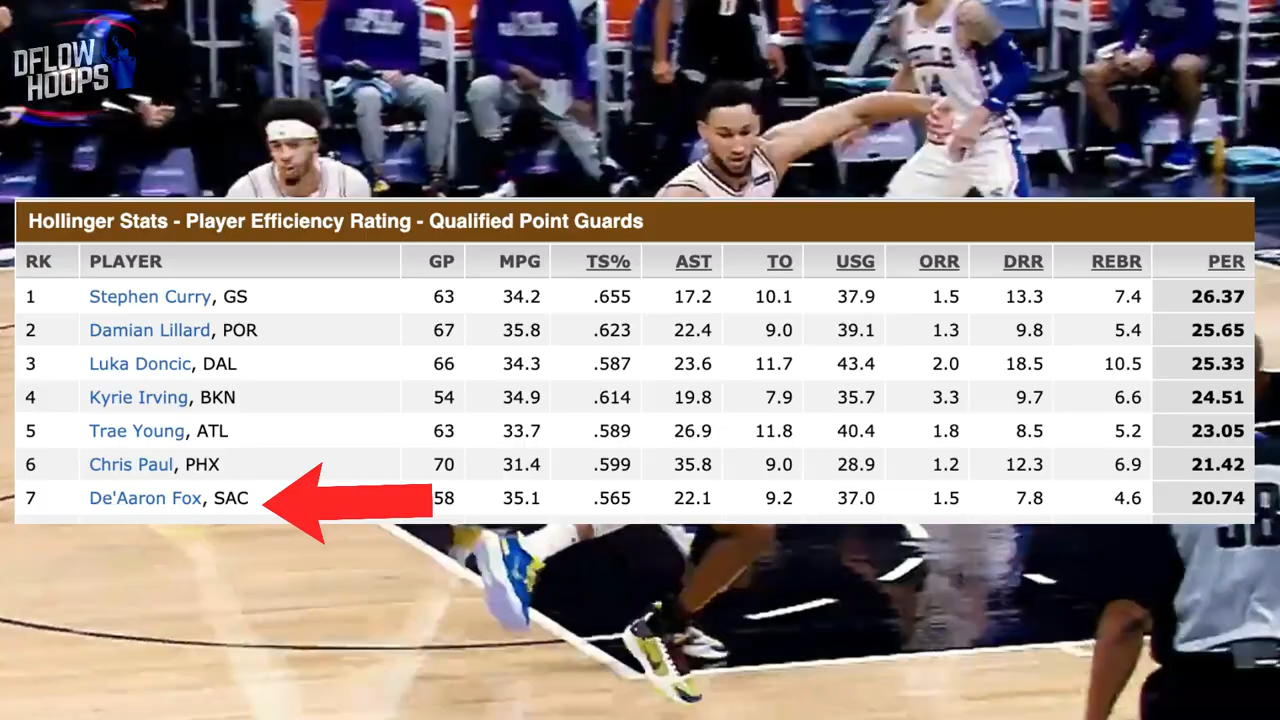 DFLOW
HOOPS
Hollinger Stats - Player Efficiency Rating - Qualified Point Guards
RK PLAYER GP MPG TS% AST TO USG ORR DRR REBR PER
1 Stephen Curry, GS 63 34.2 .655 17.2 10.1 37.9 1.5 13.3 7.4 26.37
2 Damian Lillard, POR 67 35.8 .623 22.4 9.0 39.1 1.3 9.8 5.4 25.65
3 Luka Doncic, DAL 66 34.3 .587 23.6 11.7 43.4 2.0 18.5 10.5 25.33
4 Kyrie Irving, BKN 54 34.9 .614 19.8 7.9 35.7 3.3 9.7 6.6 24.51
5 Trae Young, ATL 63 33.7 .589 26.9 11.8 40.4 1.8 8.5 5.2 23.05
6 Chris Paul, PHX 70 31.4 .599 35.8 9.0 28.9 1.2 12.3 6.9 21.42
7 De'Aaron Fox, SAC 58 35.1 .565 22.1 9.2 37.0 1.5 7.8 4.6 20.74